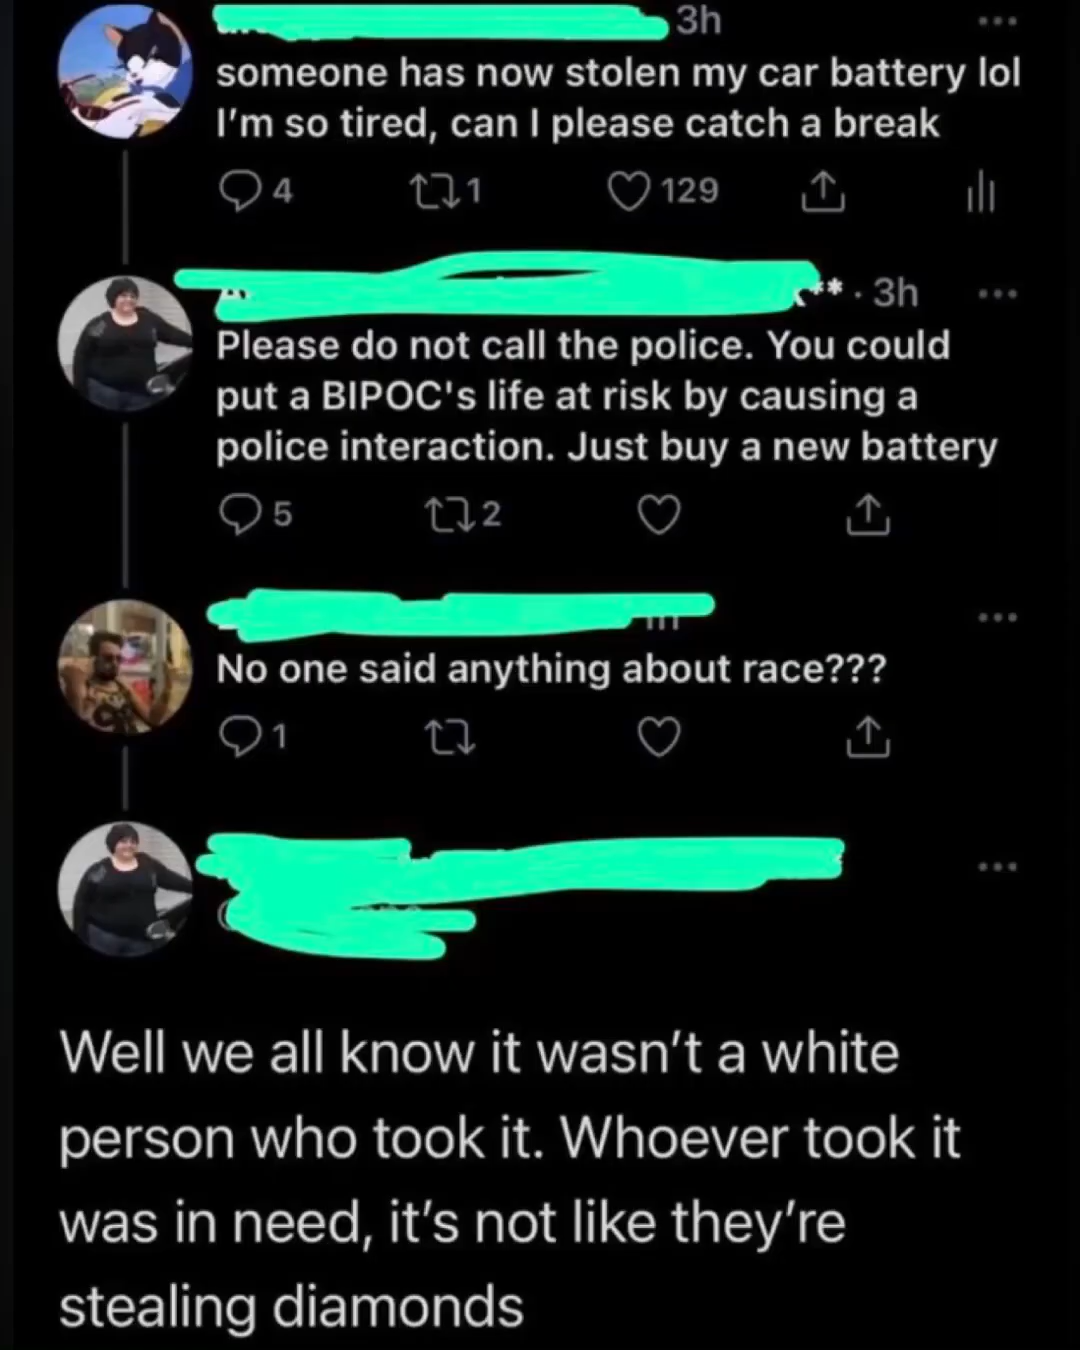 3h
someone has now stolen my car battery lol
I'm so tired, can I please catch a break
4 1 129
** · 3h
Please do not call the police. You could
put a BIPOC's life at risk by causing a
police interaction. Just buy a new battery
5 2
No one said anything about race???
1
Well we all know it wasn't a white
person who took it. Whoever took it
was in need, it's not like they're
stealing diamonds